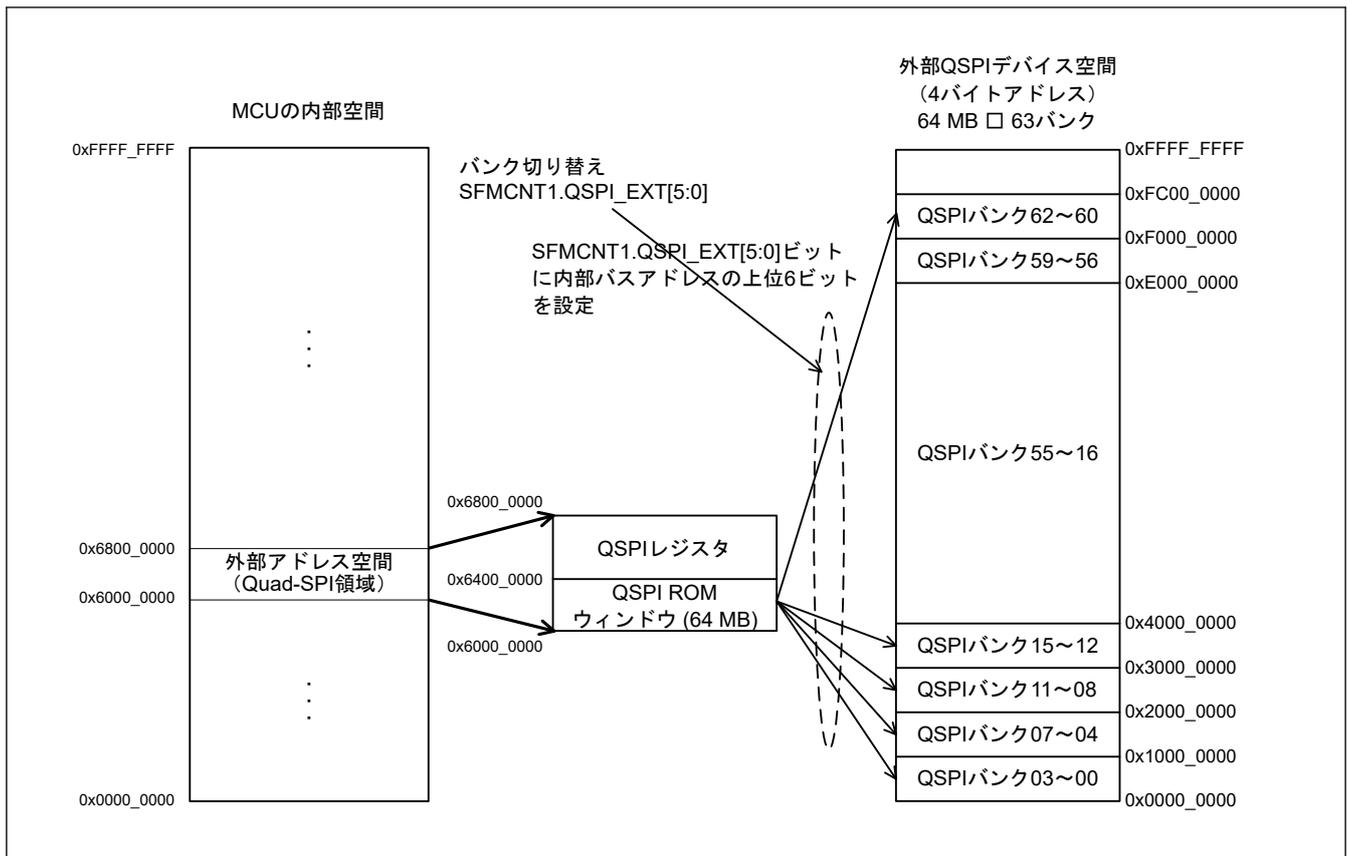 外部QSPIデバイス空間
（4バイトアドレス）
64 MB □ 63バンク
MCUの内部空間
0xFFFF_FFFF
0xFFFF_FFFF
バンク切り替え
SFMCNT1.QSPI_EXT[5:0]
0xFC00_0000
QSPIバンク62～60
0xF000_0000
SFMCNT1.QSPI_EXT[5:0]ビット
に内部バスアドレスの上位6ビット
を設定
QSPIバンク59～56
0xE000_0000
QSPIバンク55～16
0x6800_0000
0x6800_0000
QSPIレジスタ
外部アドレス空間
（Quad-SPI領域）
0x6400_0000
0x6000_0000
QSPI ROM
ウィンドウ (64 MB)
0x6000_0000
0x4000_0000
QSPIバンク15～12
0x3000_0000
QSPIバンク11～08
0x2000_0000
QSPIバンク07～04
0x1000_0000
QSPIバンク03～00
0x0000_0000
0x0000_0000